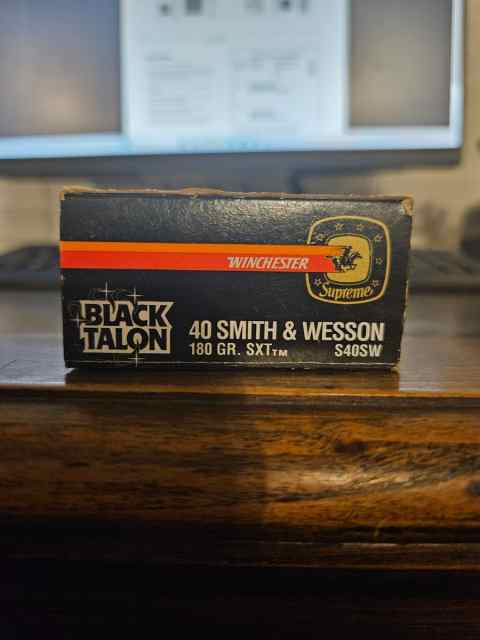 WINCHESTER
Supreme
BLACK
TALON
40 SMITH & WESSON
180 GR. SXT™ S40SW